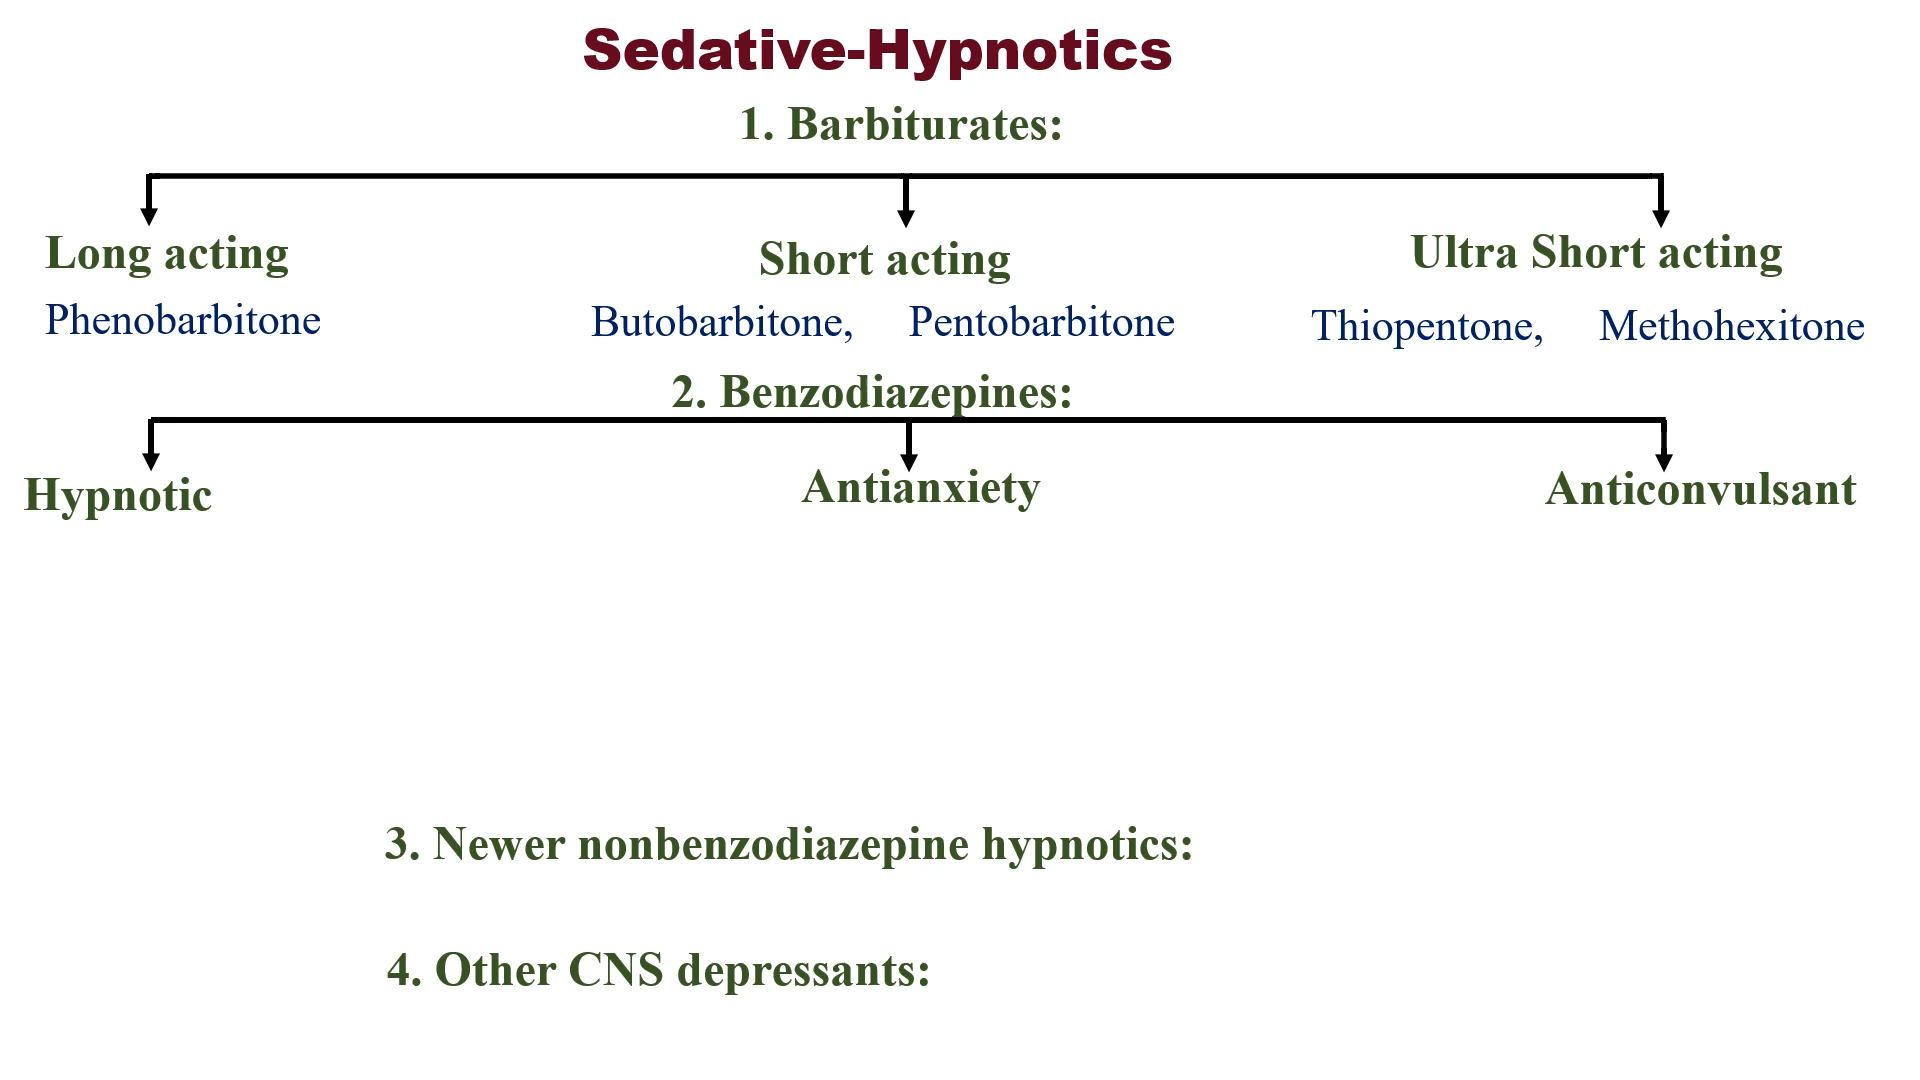 Sedative-Hypnotics
1. Barbiturates:
Long acting
Short acting
Ultra Short acting
Phenobarbitone
Butobarbitone, Pentobarbitone
Thiopentone, Methohexitone
2. Benzodiazepines:
Hypnotic
Antianxiety
Anticonvulsant
3. Newer nonbenzodiazepine hypnotics:
4. Other CNS depressants: